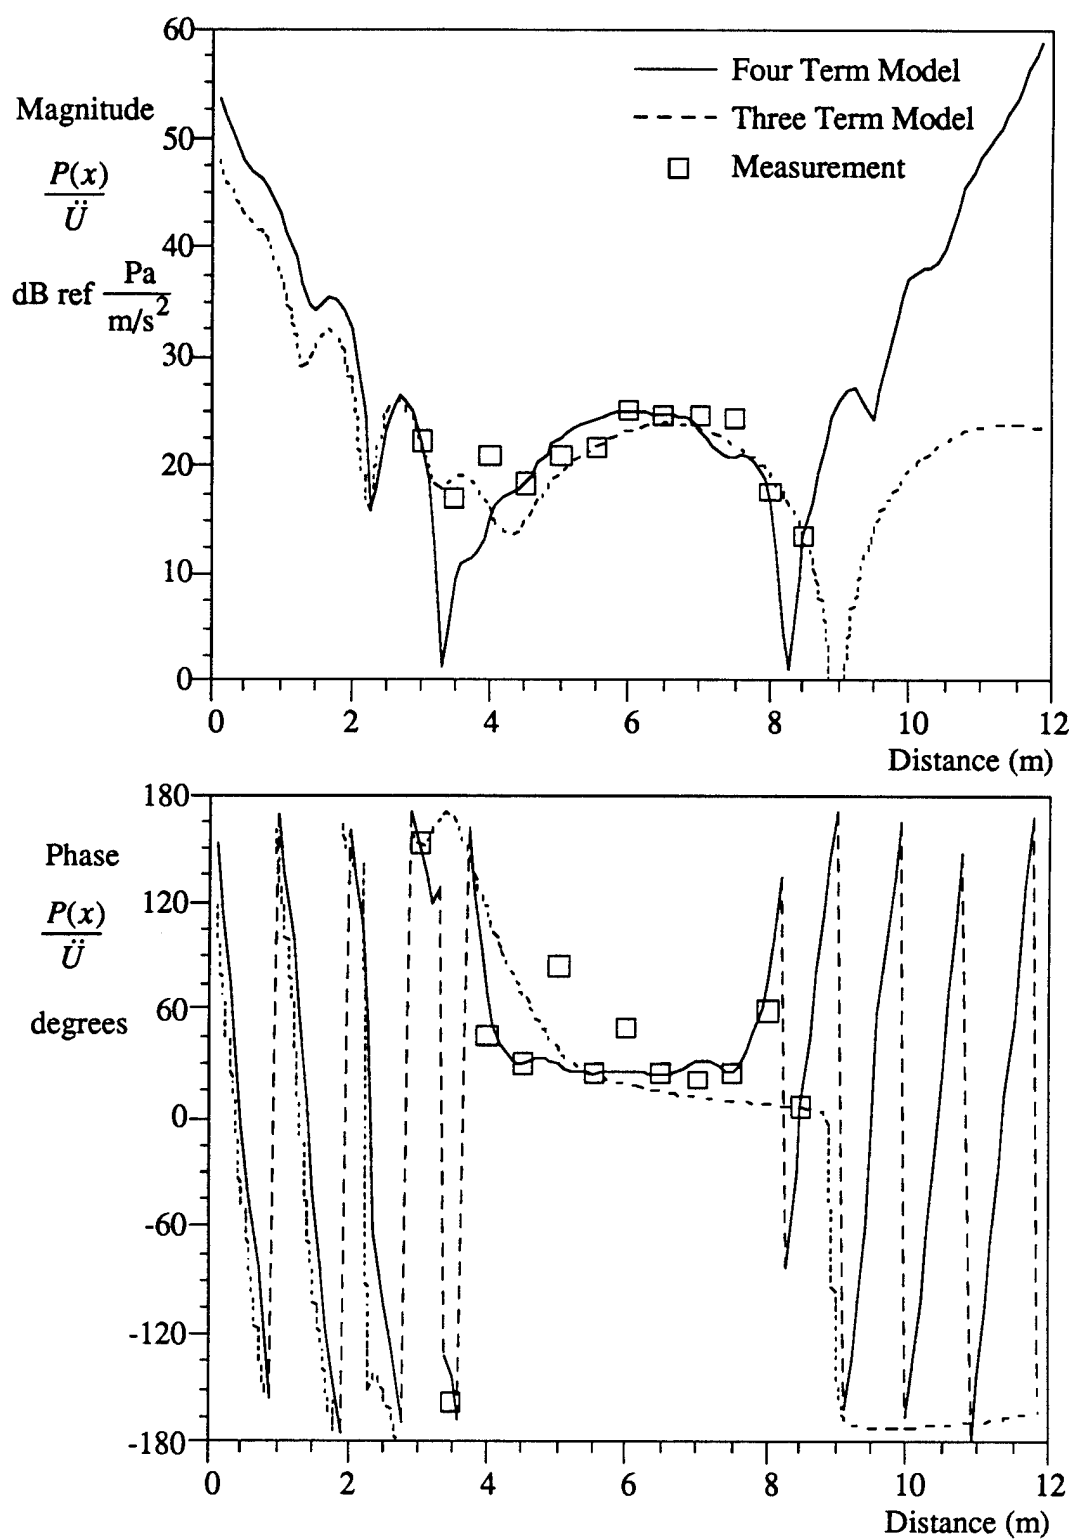 60
50
40
30
20
10
0
Magnitude
P(x)
Ü
dB ref Pa
m/s²
Four Term Model
Three Term Model
Measurement
0 2 4 6 8 10 12
Distance (m)
180
120
60
0
-60
-120
-180
Phase
P(x)
Ü
degrees
0 2 4 6 8 10 12
Distance (m)